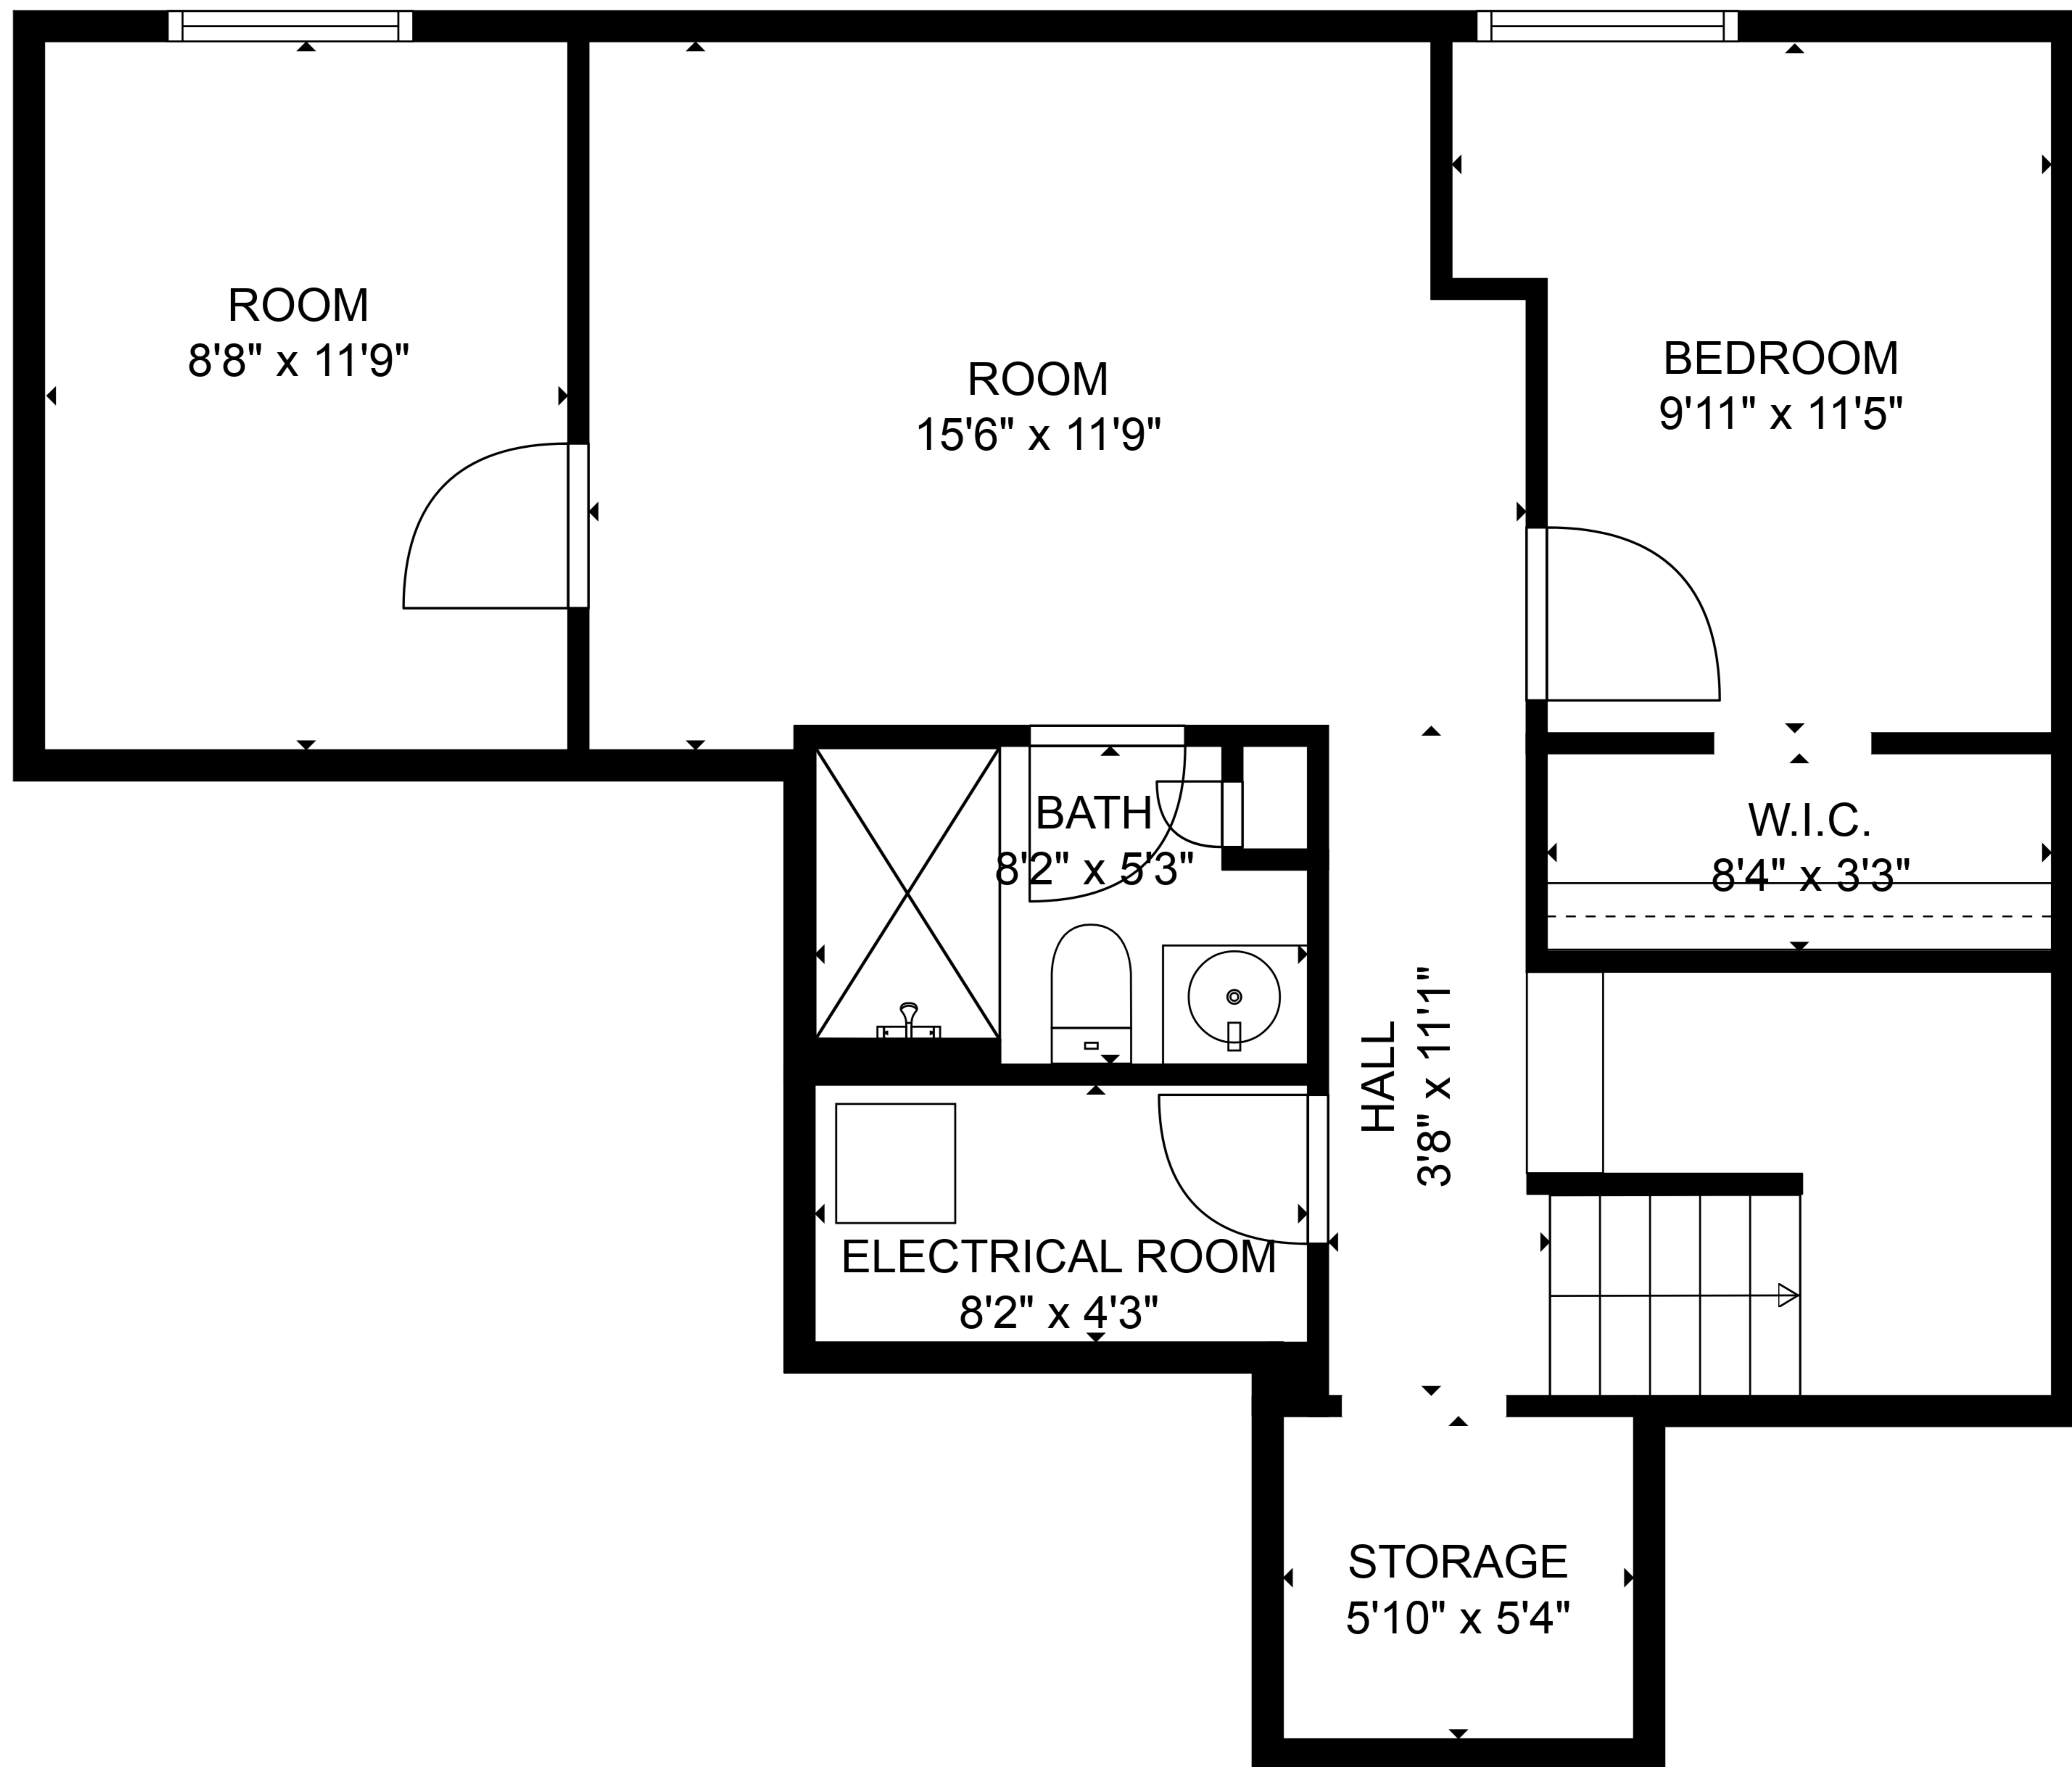 ROOM
8'8" x 11'9"
ROOM
15'6" x 11'9"
BEDROOM
9'11" x 11'5"
BATH
8'2" x 5'3"
W.I.C.
8'4" x 3'3"
HALL
3'8" x 11'1"
ELECTRICAL ROOM
8'2" x 4'3"
STORAGE
5'10" x 5'4"